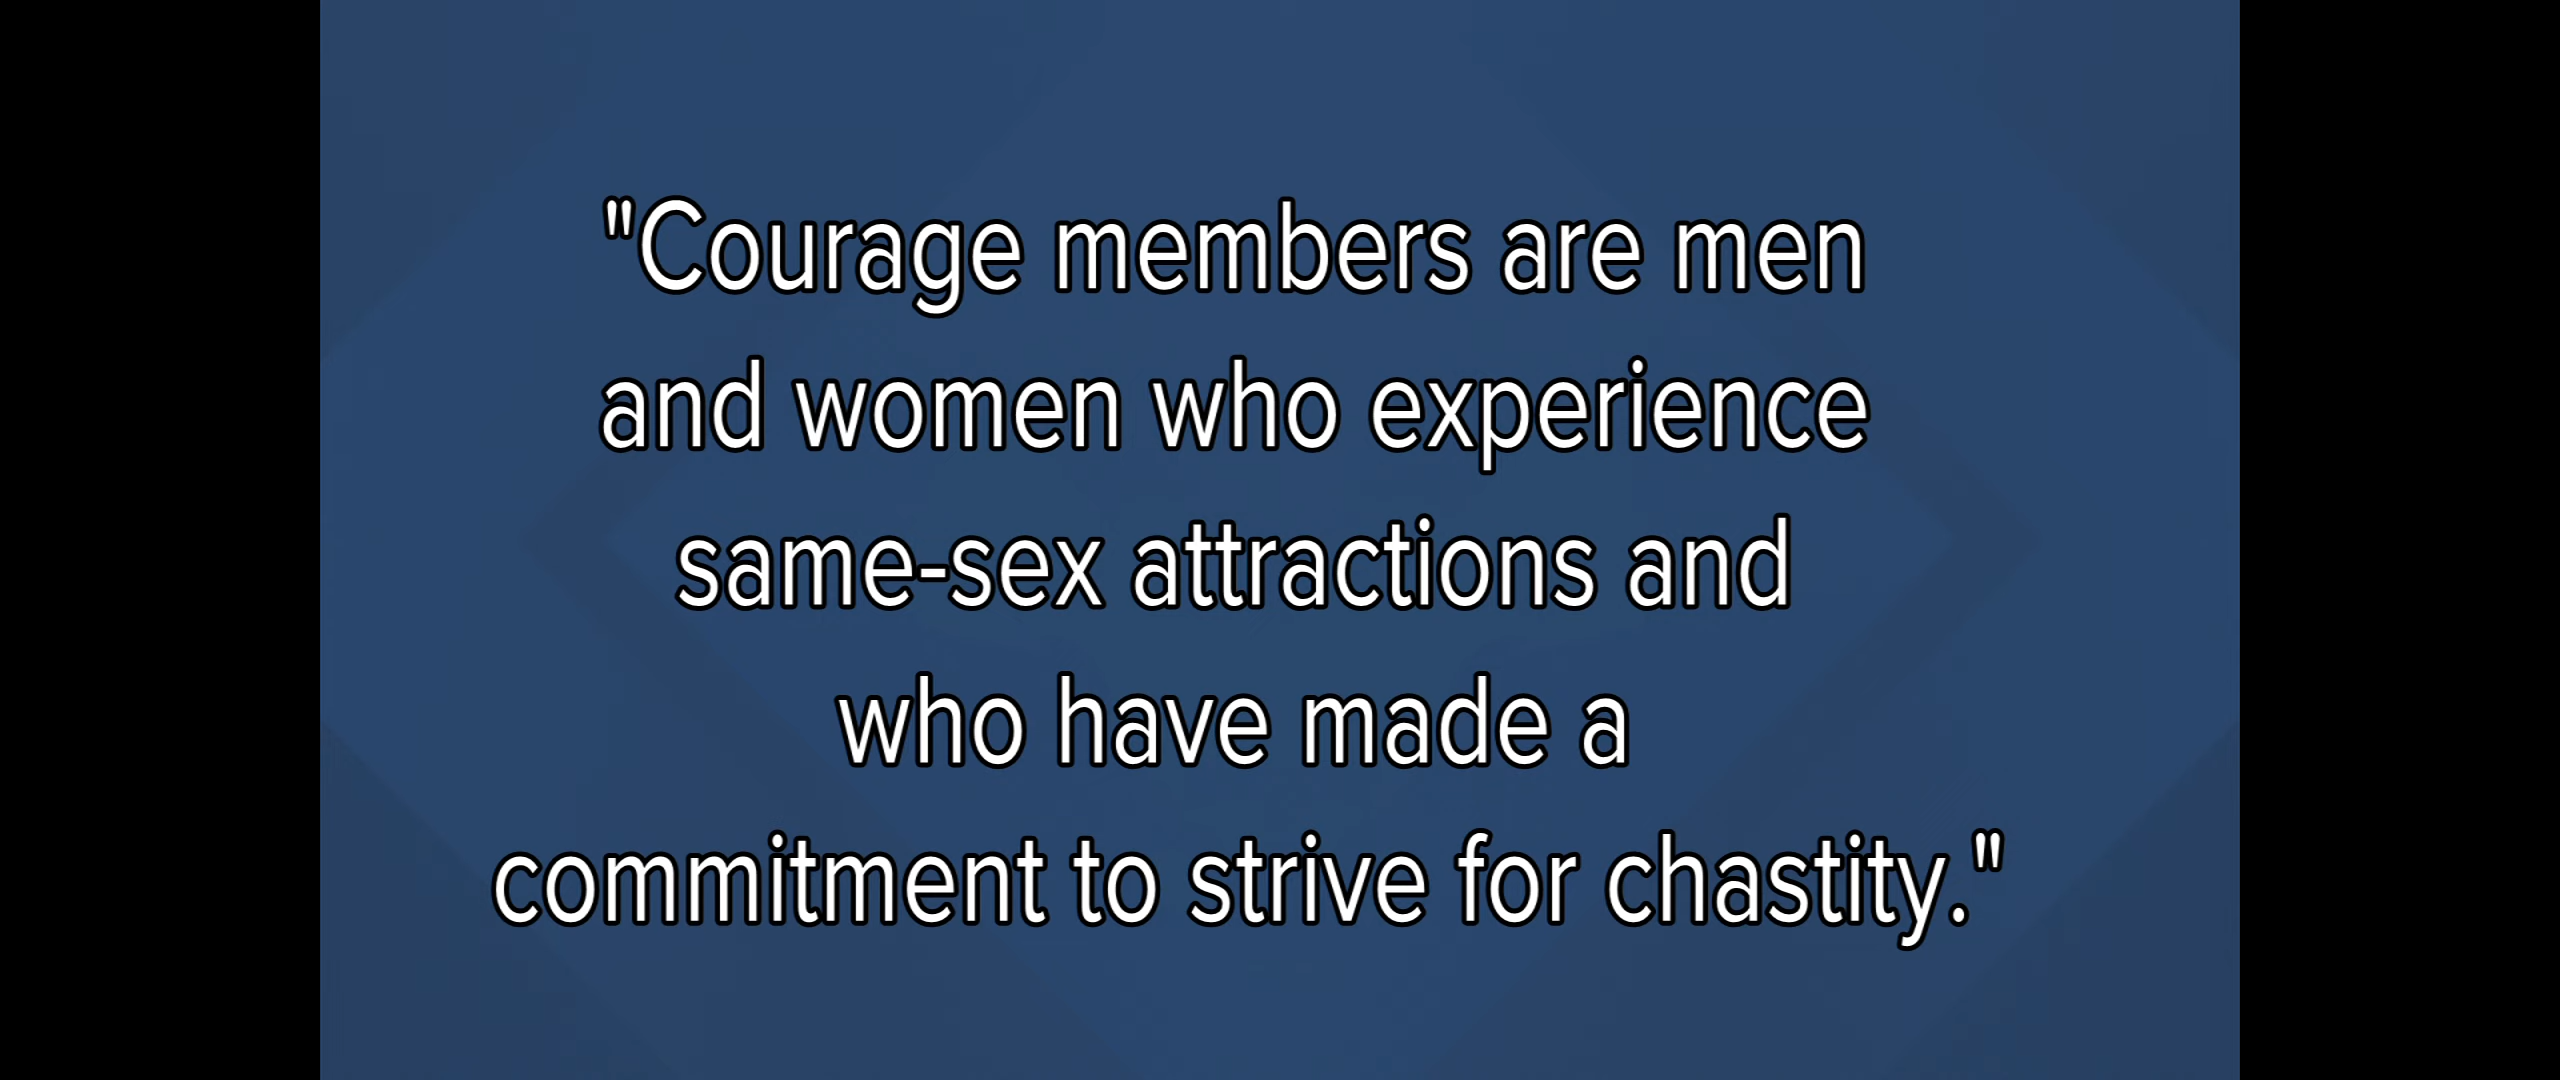 "Courage members are men
and women who experience
same-sex attractions and
who have made a
commitment to strive for chastity."